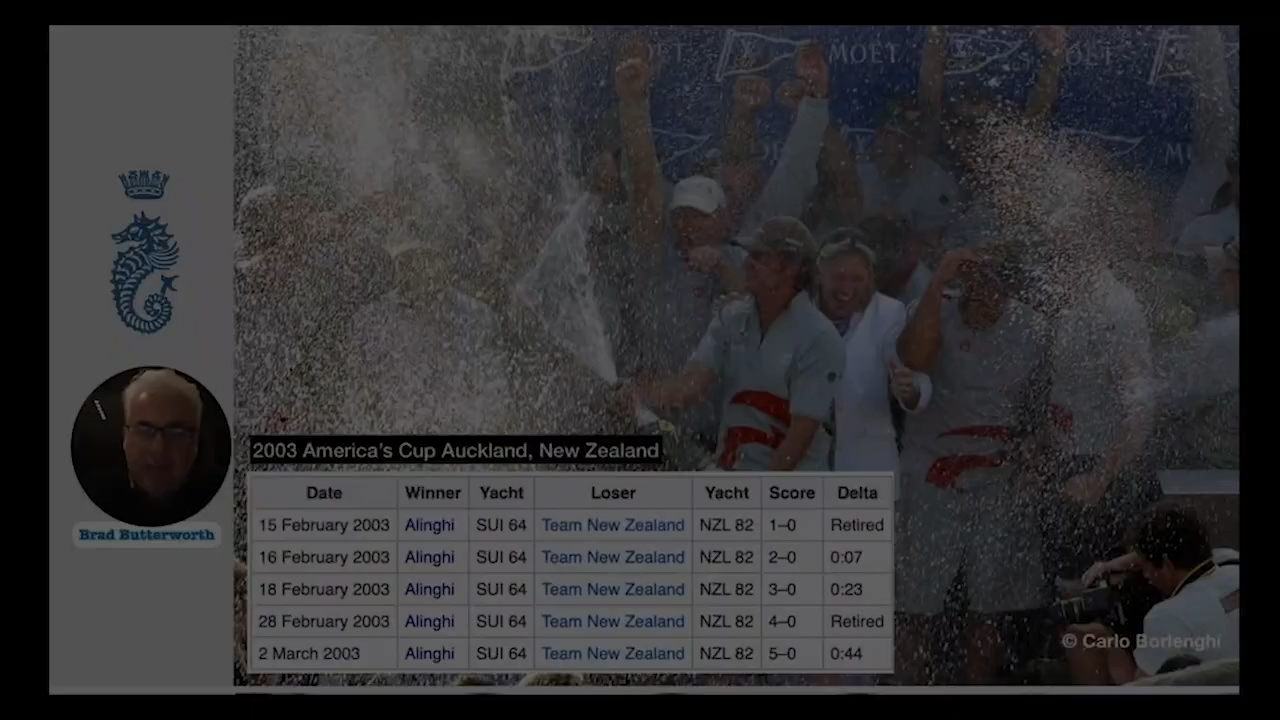 MOET
Brad Butterworth
2003 America's Cup Auckland, New Zealand
Date Winner Yacht Loser Yacht Score Delta
15 February 2003 Alinghi SUI 64 Team New Zealand NZL 82 1–0 Retired
16 February 2003 Alinghi SUI 64 Team New Zealand NZL 82 2–0 0:07
18 February 2003 Alinghi SUI 64 Team New Zealand NZL 82 3–0 0:23
28 February 2003 Alinghi SUI 64 Team New Zealand NZL 82 4–0 Retired
2 March 2003 Alinghi SUI 64 Team New Zealand NZL 82 5–0 0:44
© Carlo Borlenghi